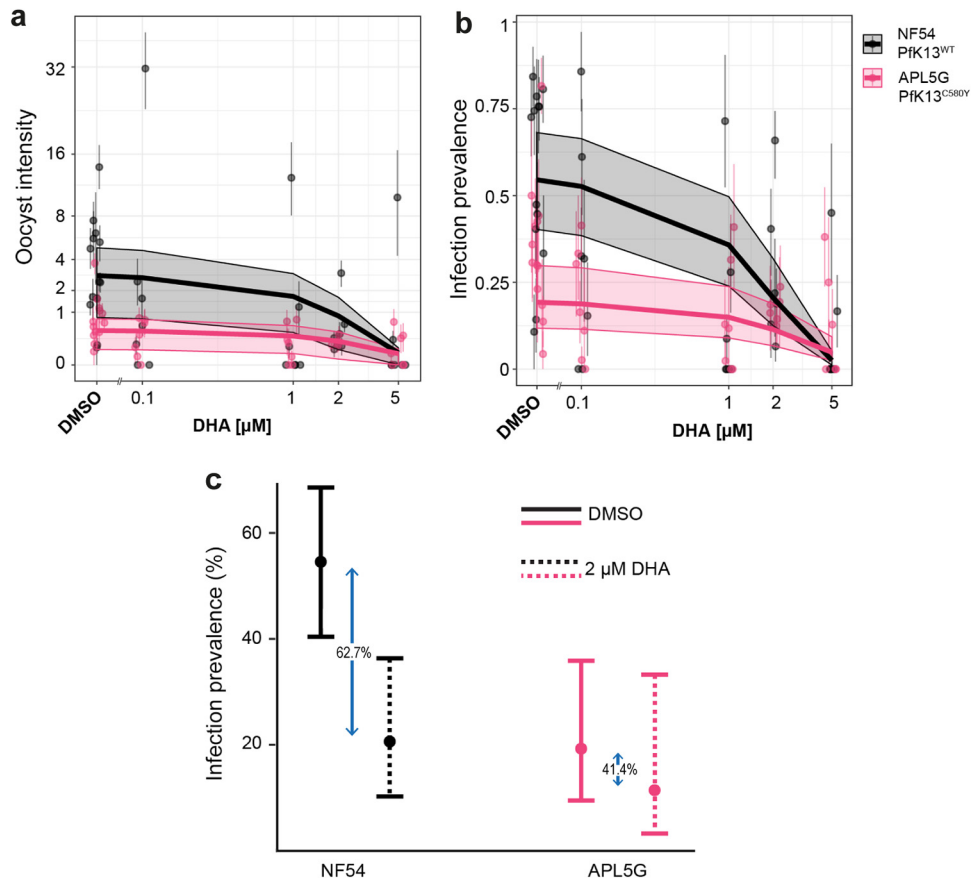 a
Oocyst intensity
32
16
8
4
2
1
0
DMSO
0.1
1
2
5
DHA [µM]
b
Infection prevalence
1
0.75
0.5
0.25
0
DMSO
0.1
1
2
5
DHA [µM]
NF54
PfK13WT
APL5G
PfK13C580Y
c
Infection prevalence (%)
60
40
20
62.7%
41.4%
DMSO
2 µM DHA
NF54
APL5G